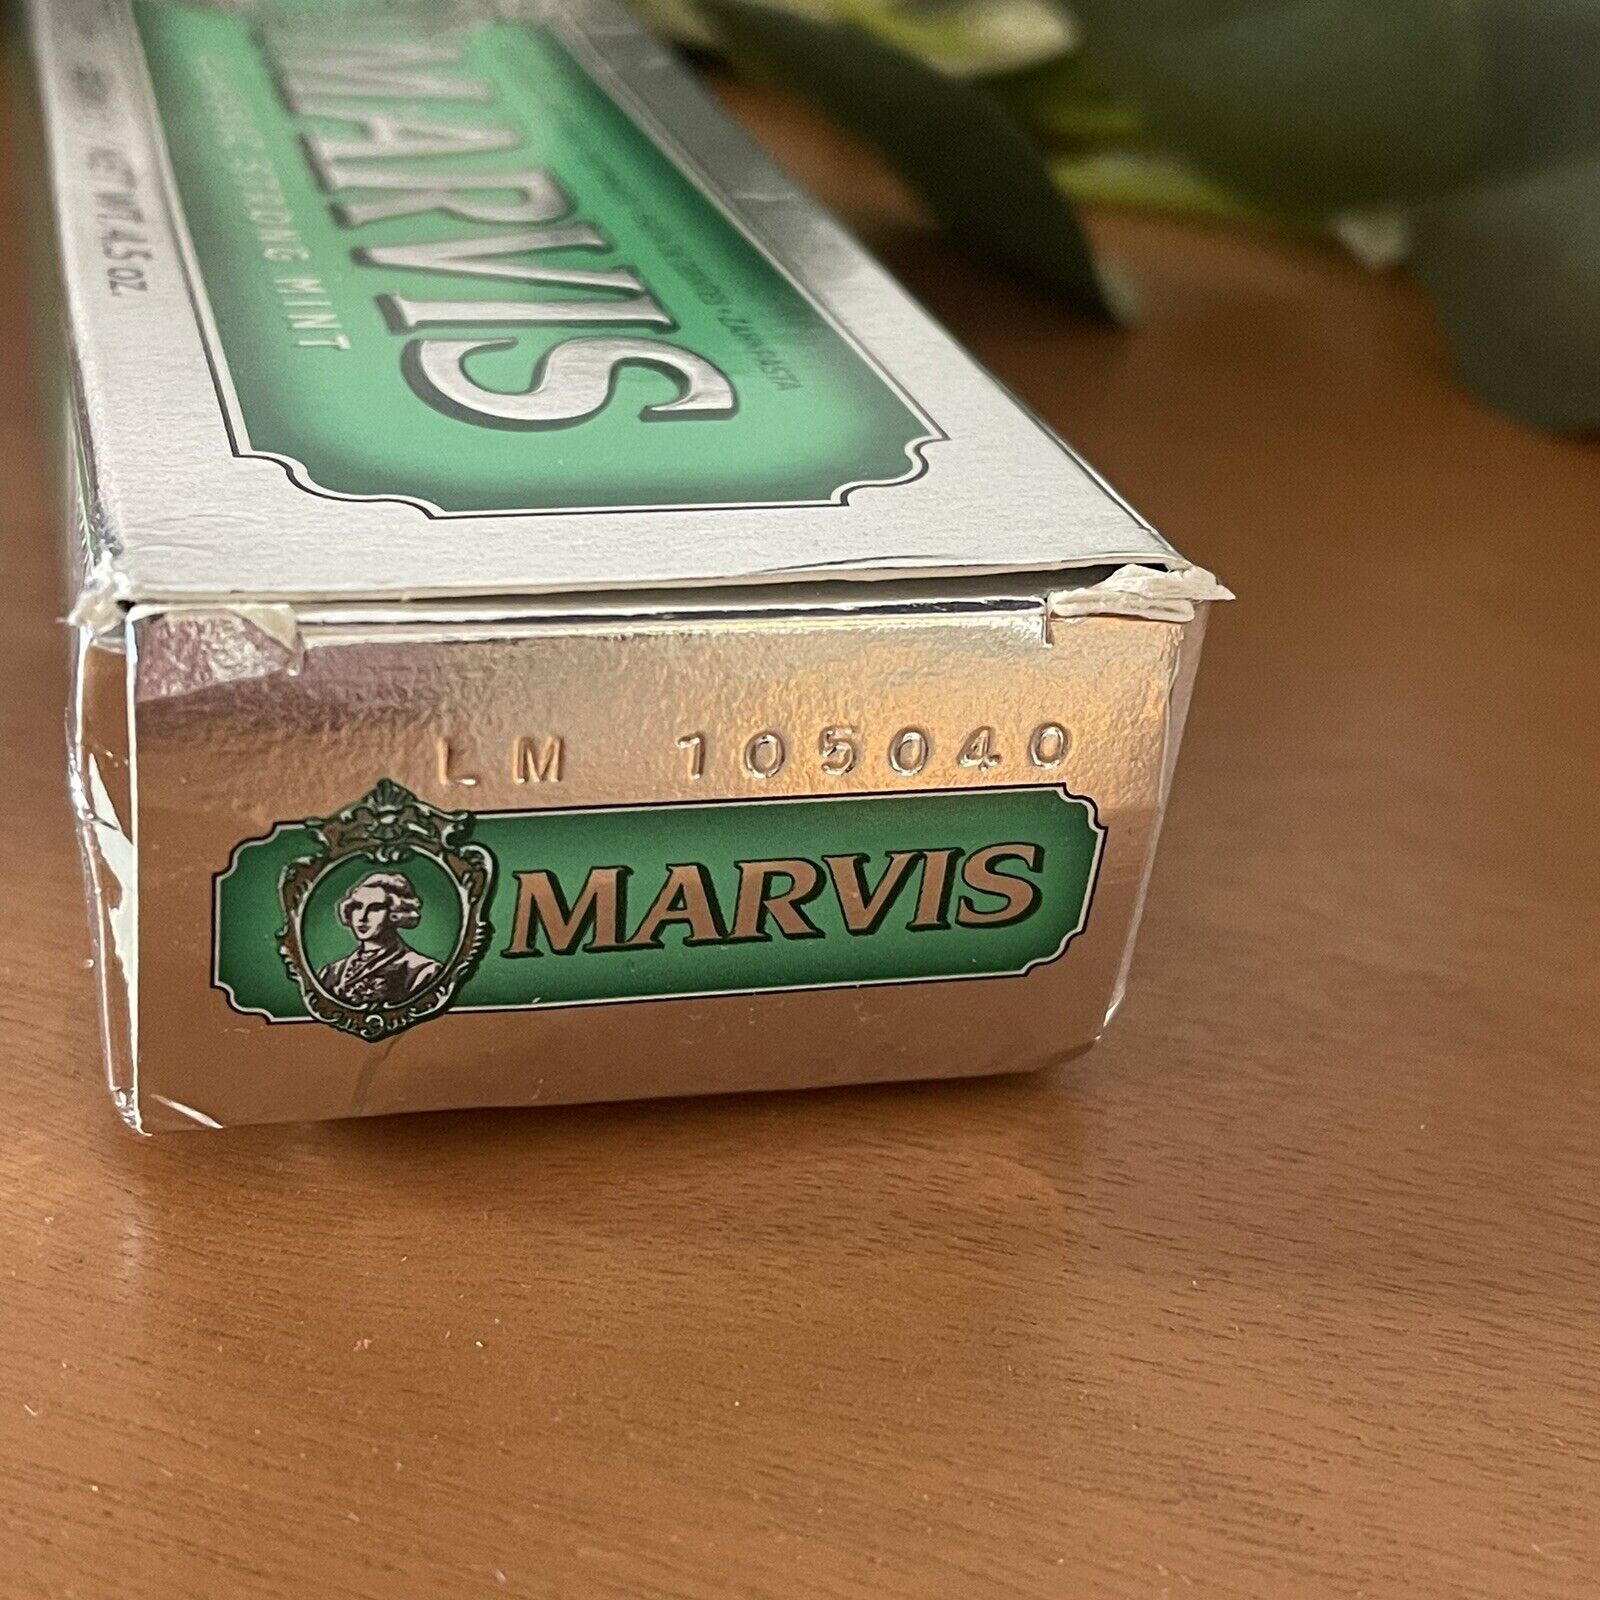 MARVIS
CLASSIC STRONG MINT
NET WT. 4.5 OZ.
LM 105040
MARVIS